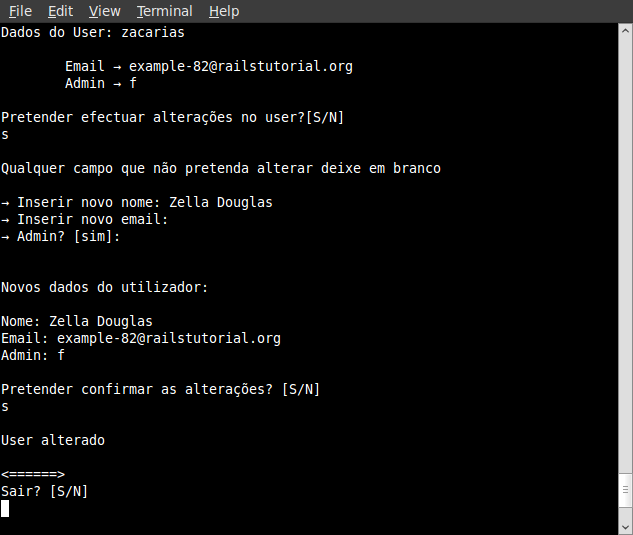 File Edit View Terminal Help
Dados do User: zacarias
Email → example-82@railstutorial.org
Admin → f
Pretender efectuar alterações no user?[S/N]
s
Qualquer campo que não pretenda alterar deixe em branco
→ Inserir novo nome: Zella Douglas
→ Inserir novo email:
→ Admin? [sim]:
Novos dados do utilizador:
Nome: Zella Douglas
Email: example-82@railstutorial.org
Admin: f
Pretender confirmar as alterações? [S/N]
s
User alterado
<======>
Sair? [S/N]